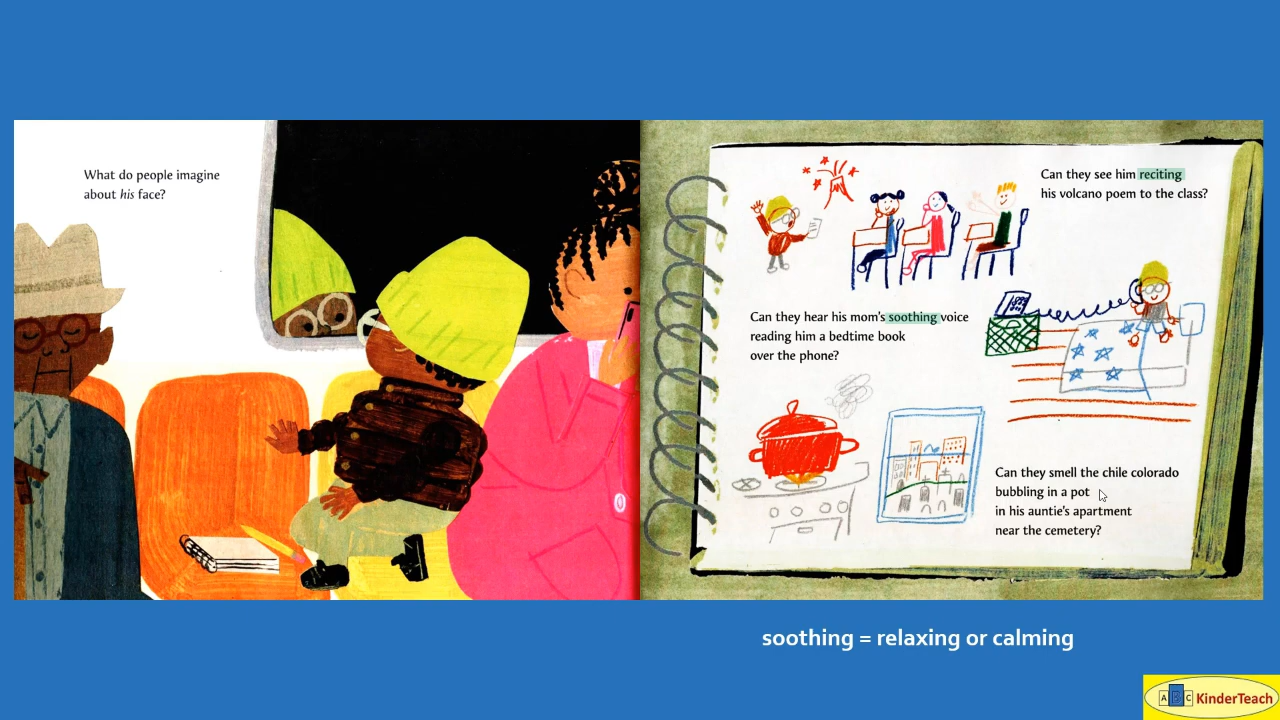 What do people imagine
about his face?
Can they see him reciting
his volcano poem to the class?
Can they hear his mom's soothing voice
reading him a bedtime book
over the phone?
Can they smell the chile colorado
bubbling in a pot
in his auntie's apartment
near the cemetery?
soothing = relaxing or calming
ABC KinderTeach